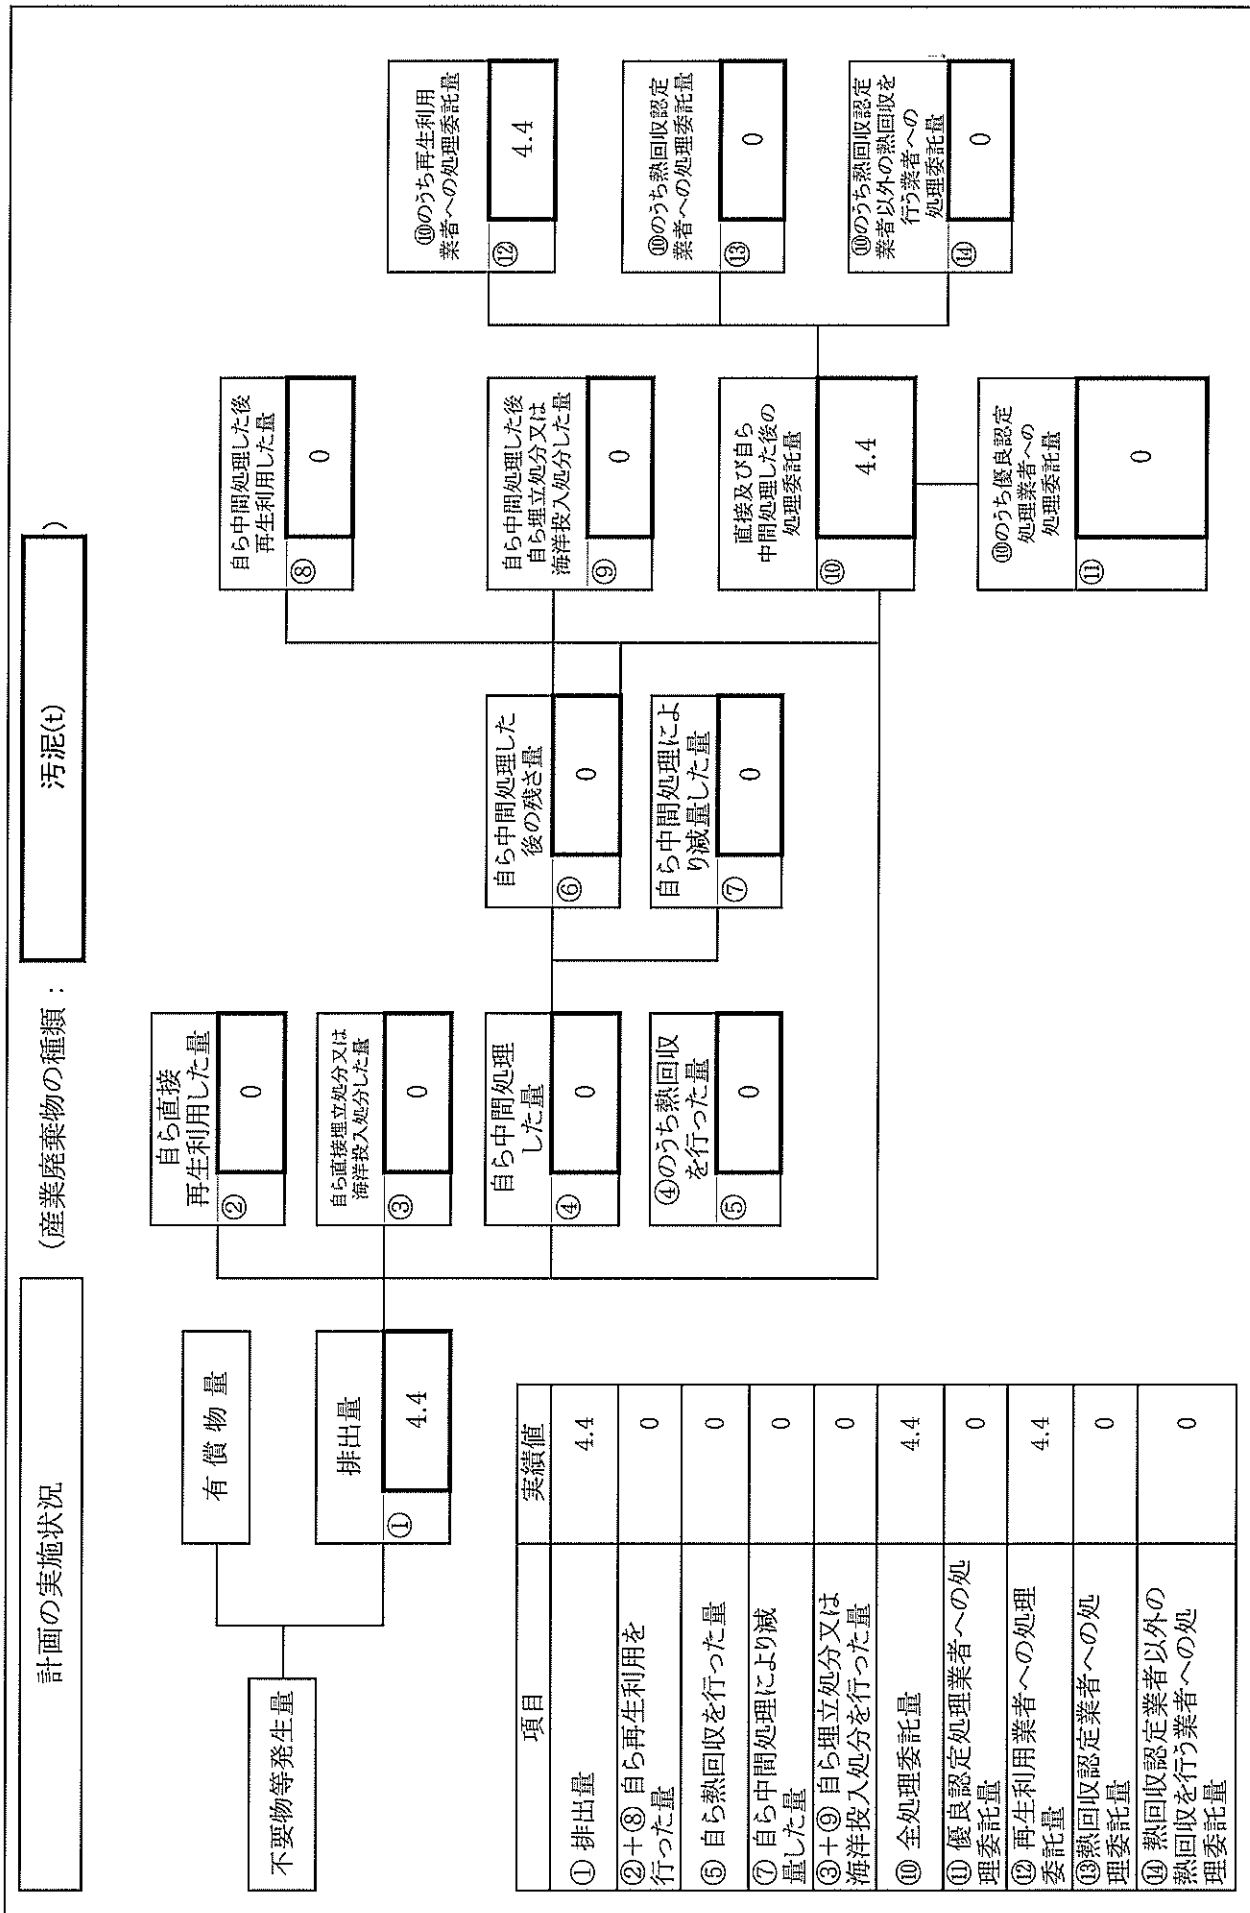 計画の実施状況
（産業廃棄物の種類：
汚泥(t)
）
不要物等発生量
有 償 物 量
排出量
①
4.4
自ら直接
再生利用した量
②
0
自ら直接埋立処分又は
海洋投入処分した量
③
0
自ら中間処理
した量
④
0
④のうち熱回収
を行った量
⑤
0
自ら中間処理した
後の残さ量
⑥
0
自ら中間処理によ
り減量した量
⑦
0
自ら中間処理した後
再生利用した量
⑧
0
自ら中間処理した後
自ら埋立処分又は
海洋投入処分した量
⑨
0
直接及び自ら
中間処理した後の
処理委託量
⑩
4.4
⑩のうち優良認定
処理業者への
処理委託量
⑪
0
⑩のうち再生利用
業者への処理委託量
⑫
4.4
⑩のうち熱回収認定
業者への処理委託量
⑬
0
⑩のうち熱回収認定
業者以外の熱回収を
行う業者への
処理委託量
⑭
0
項目 実績値
① 排出量 4.4
②＋⑧ 自ら再生利用を
行った量 0
⑤ 自ら熱回収を行った量 0
⑦ 自ら中間処理により減
量した量 0
③＋⑨ 自ら埋立処分又は
海洋投入処分を行った量 0
⑩ 全処理委託量 4.4
⑪ 優良認定処理業者への処
理委託量 0
⑫ 再生利用業者への処理
委託量 4.4
⑬熱回収認定業者への処
理委託量 0
⑭ 熱回収認定業者以外の
熱回収を行う業者への処
理委託量 0